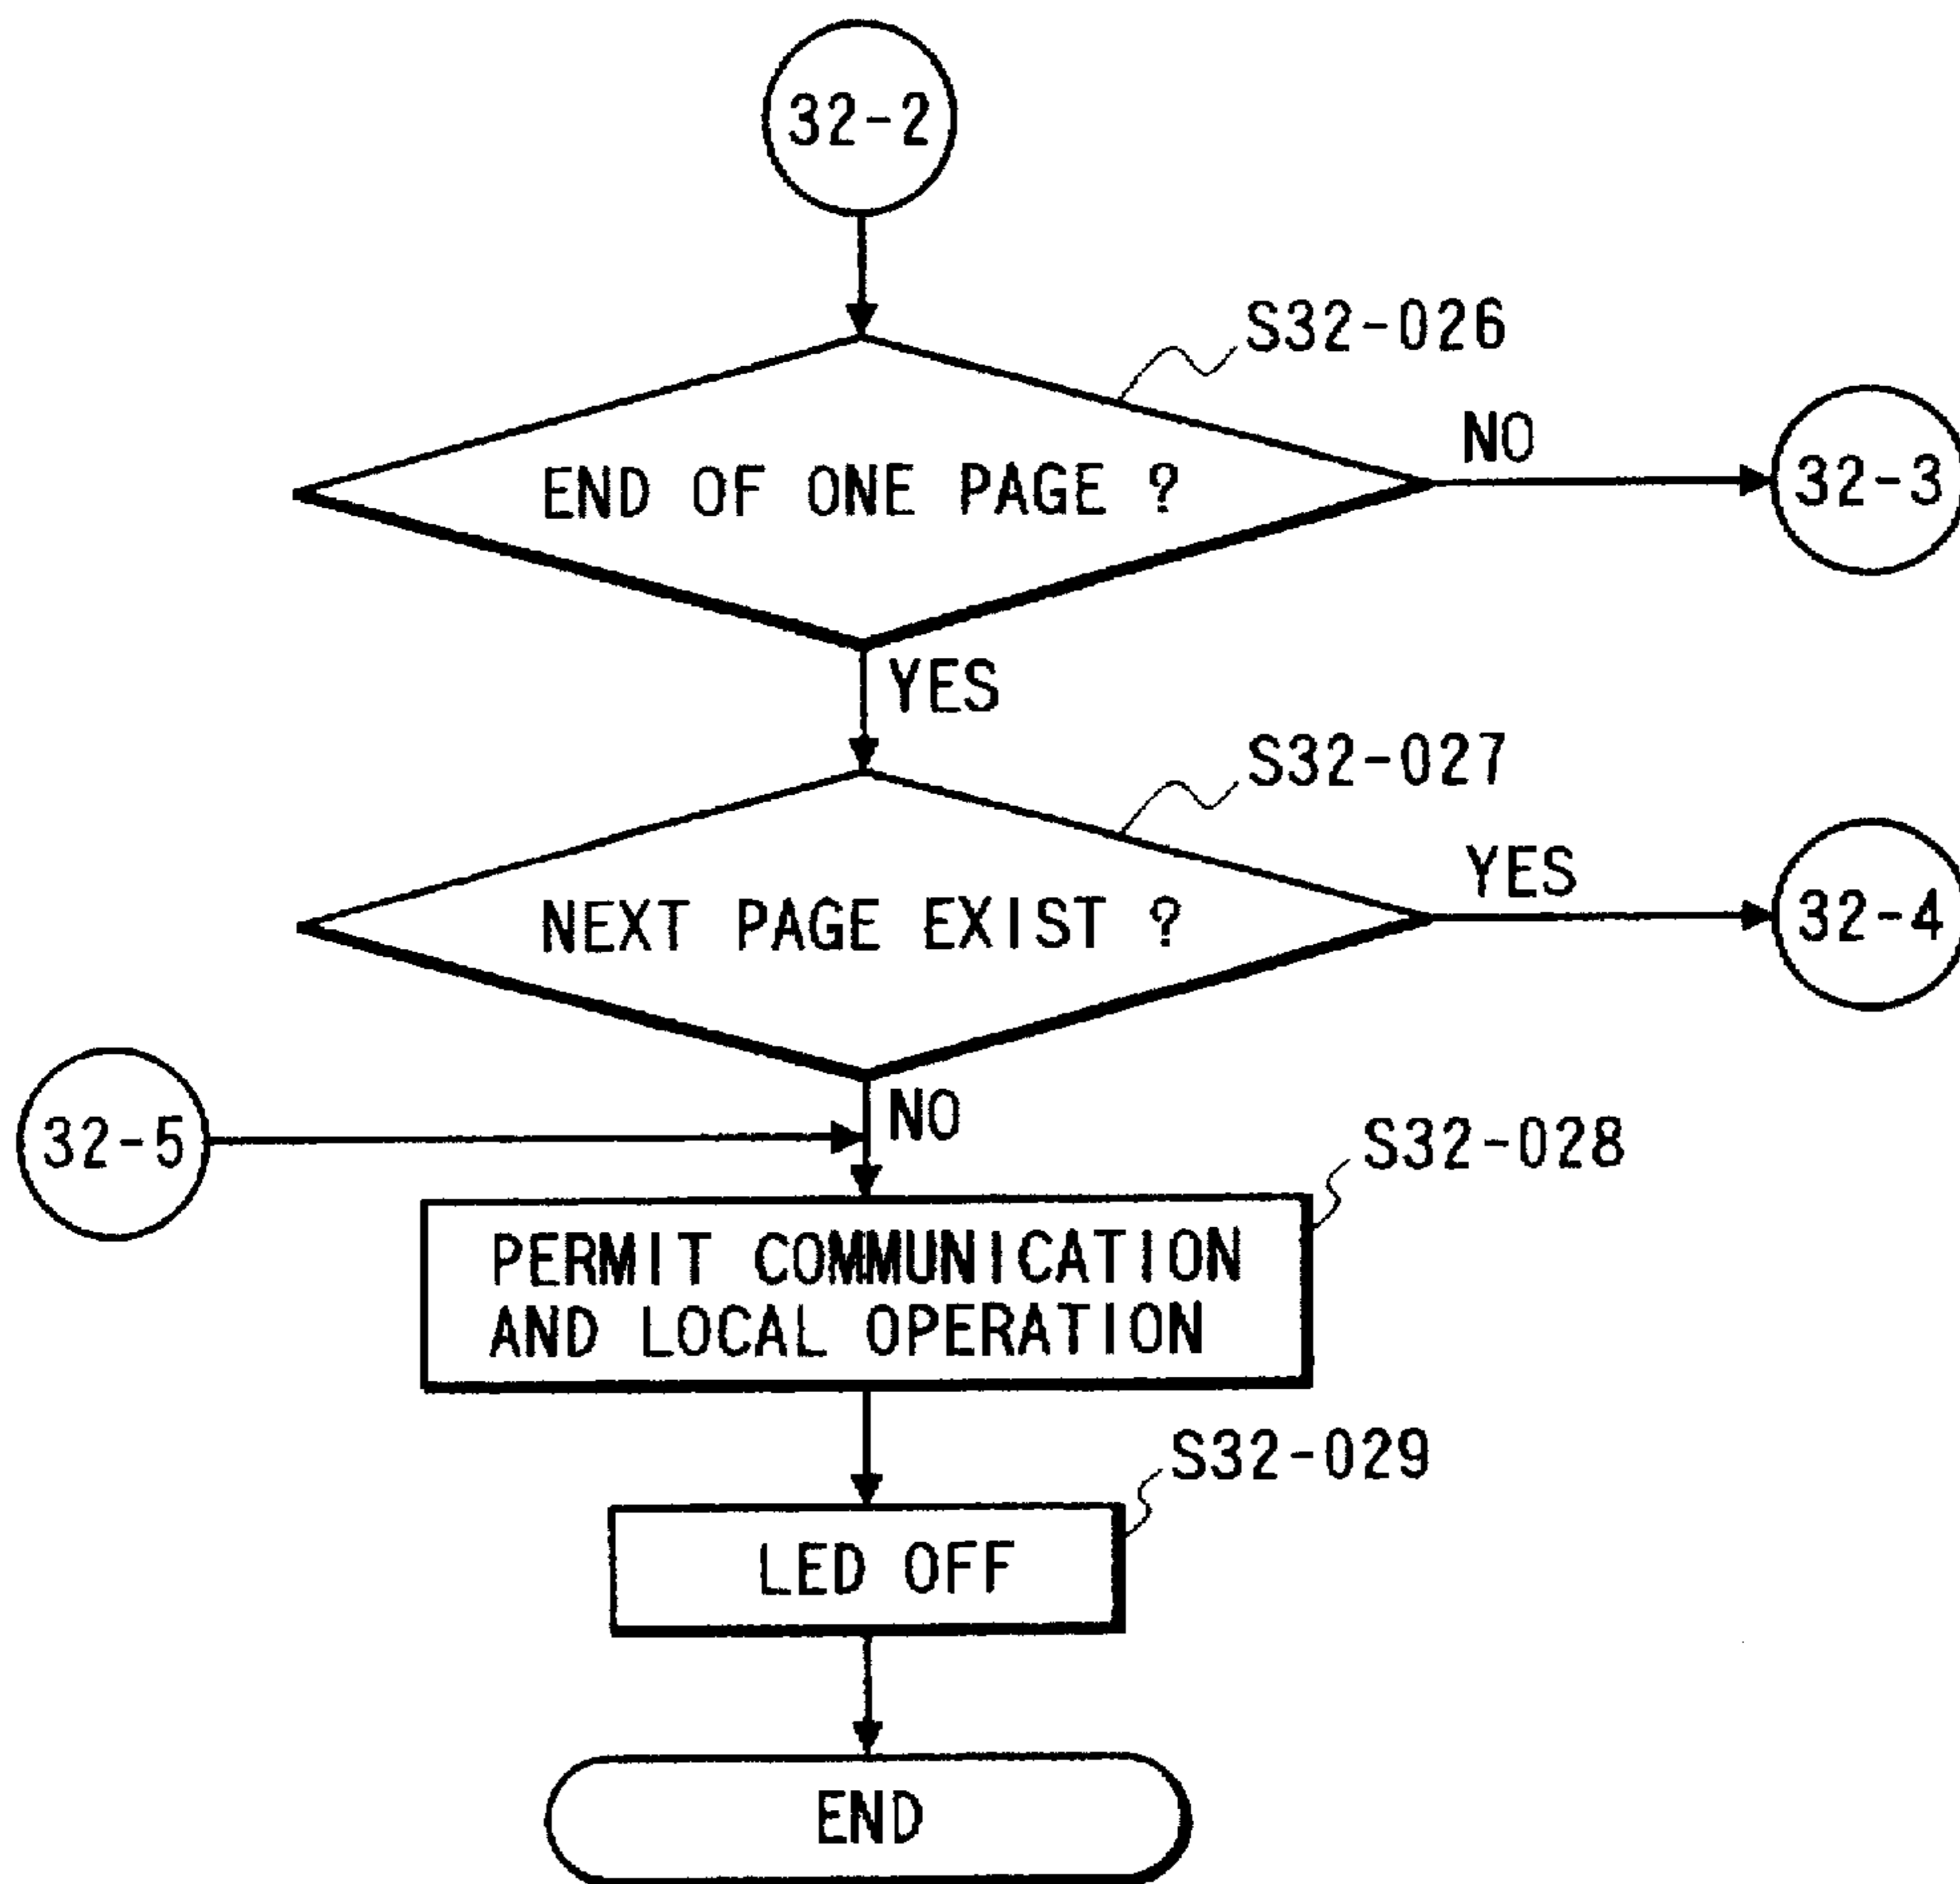 32-2
S32-026
END OF ONE PAGE ?
NO
32-3
YES
S32-027
NEXT PAGE EXIST ?
YES
32-4
NO
32-5
S32-028
PERMIT COMMUNICATION
AND LOCAL OPERATION
S32-029
LED OFF
END